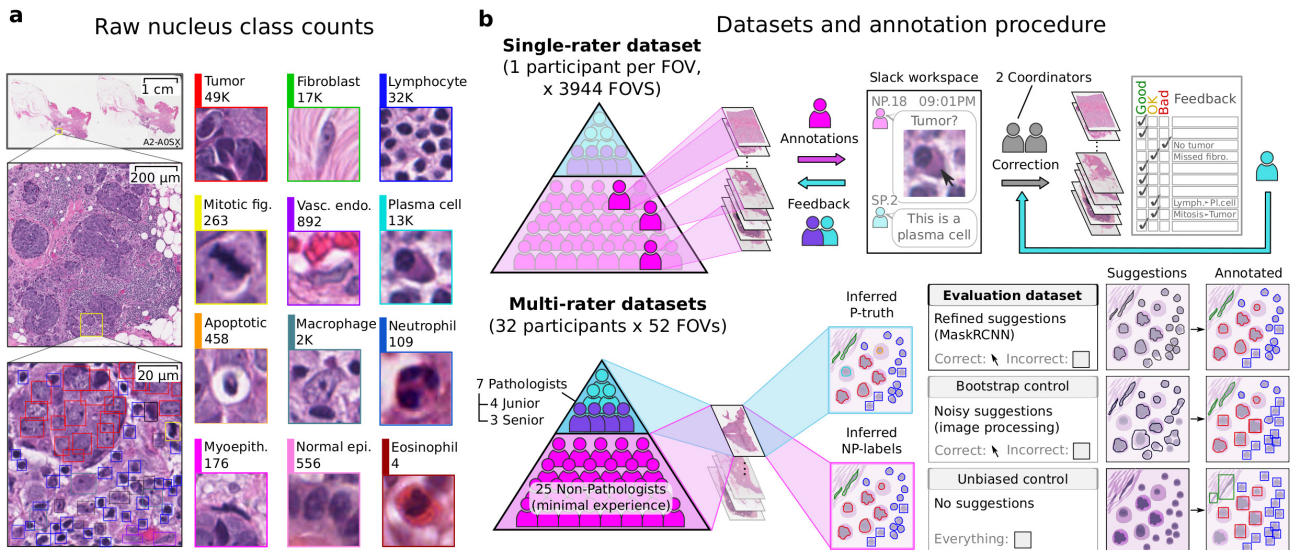 a
Raw nucleus class counts
1 cm
A2-A0SX
200 μm
20 μm
Tumor
49K
Fibroblast
17K
Lymphocyte
32K
Mitotic fig.
263
Vasc. endo.
892
Plasma cell
13K
Apoptotic
458
Macrophage
2K
Neutrophil
109
Myoepith.
176
Normal epi.
556
Eosinophil
4
b
Datasets and annotation procedure
Single-rater dataset
(1 participant per FOV,
x 3944 FOVS)
Annotations
Feedback
Slack workspace
NP.18 09:01PM
Tumor?
SP.2
This is a
plasma cell
2 Coordinators
Correction
Good
OK
Bad
Feedback
No tumor
Missed fibro.
Lymph.→Pl.cell
Mitosis→Tumor
Multi-rater datasets
(32 participants x 52 FOVs)
7 Pathologists
4 Junior
3 Senior
25 Non-Pathologists
(minimal experience)
Inferred
P-truth
Inferred
NP-labels
Suggestions
Annotated
Evaluation dataset
Refined suggestions
(MaskRCNN)
Correct: Incorrect:
Bootstrap control
Noisy suggestions
(image processing)
Correct: Incorrect:
Unbiased control
No suggestions
Everything: